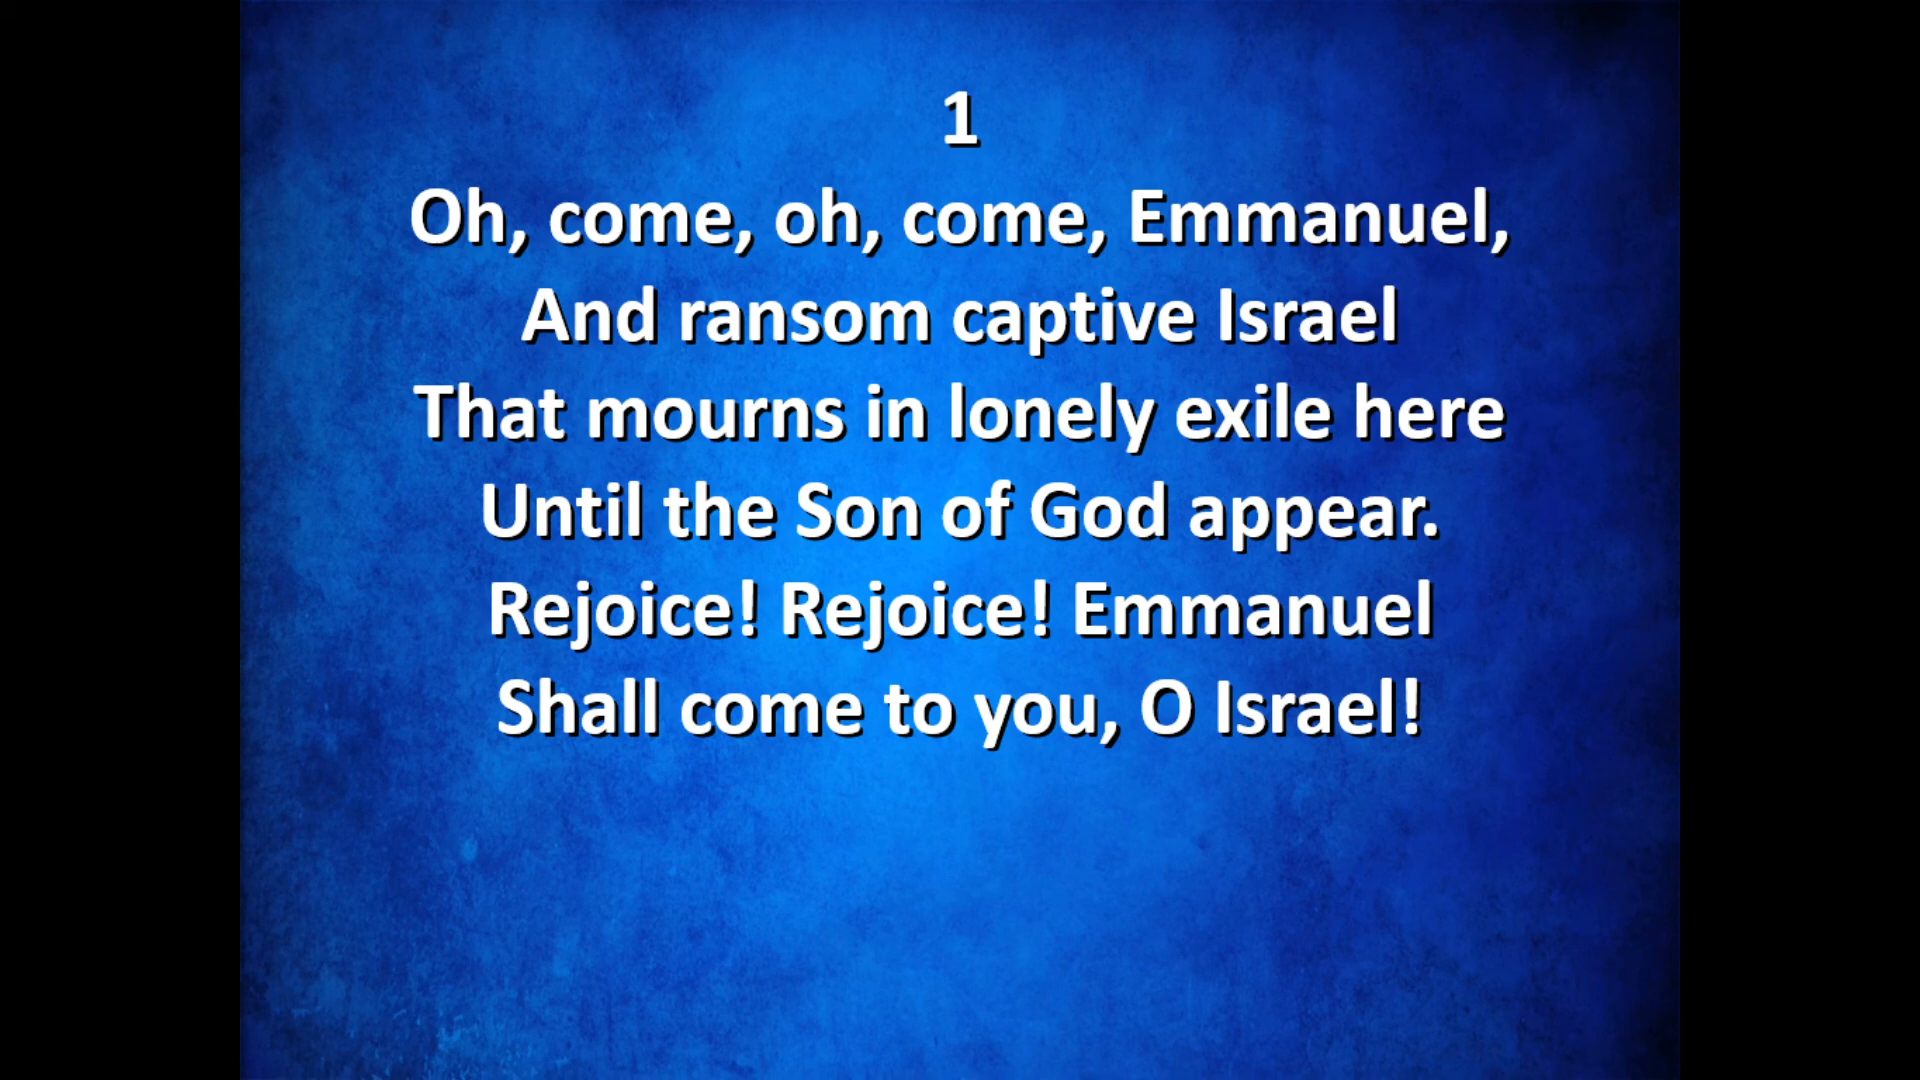 1
Oh, come, oh, come, Emmanuel,
And ransom captive Israel
That mourns in lonely exile here
Until the Son of God appear.
Rejoice! Rejoice! Emmanuel
Shall come to you, O Israel!